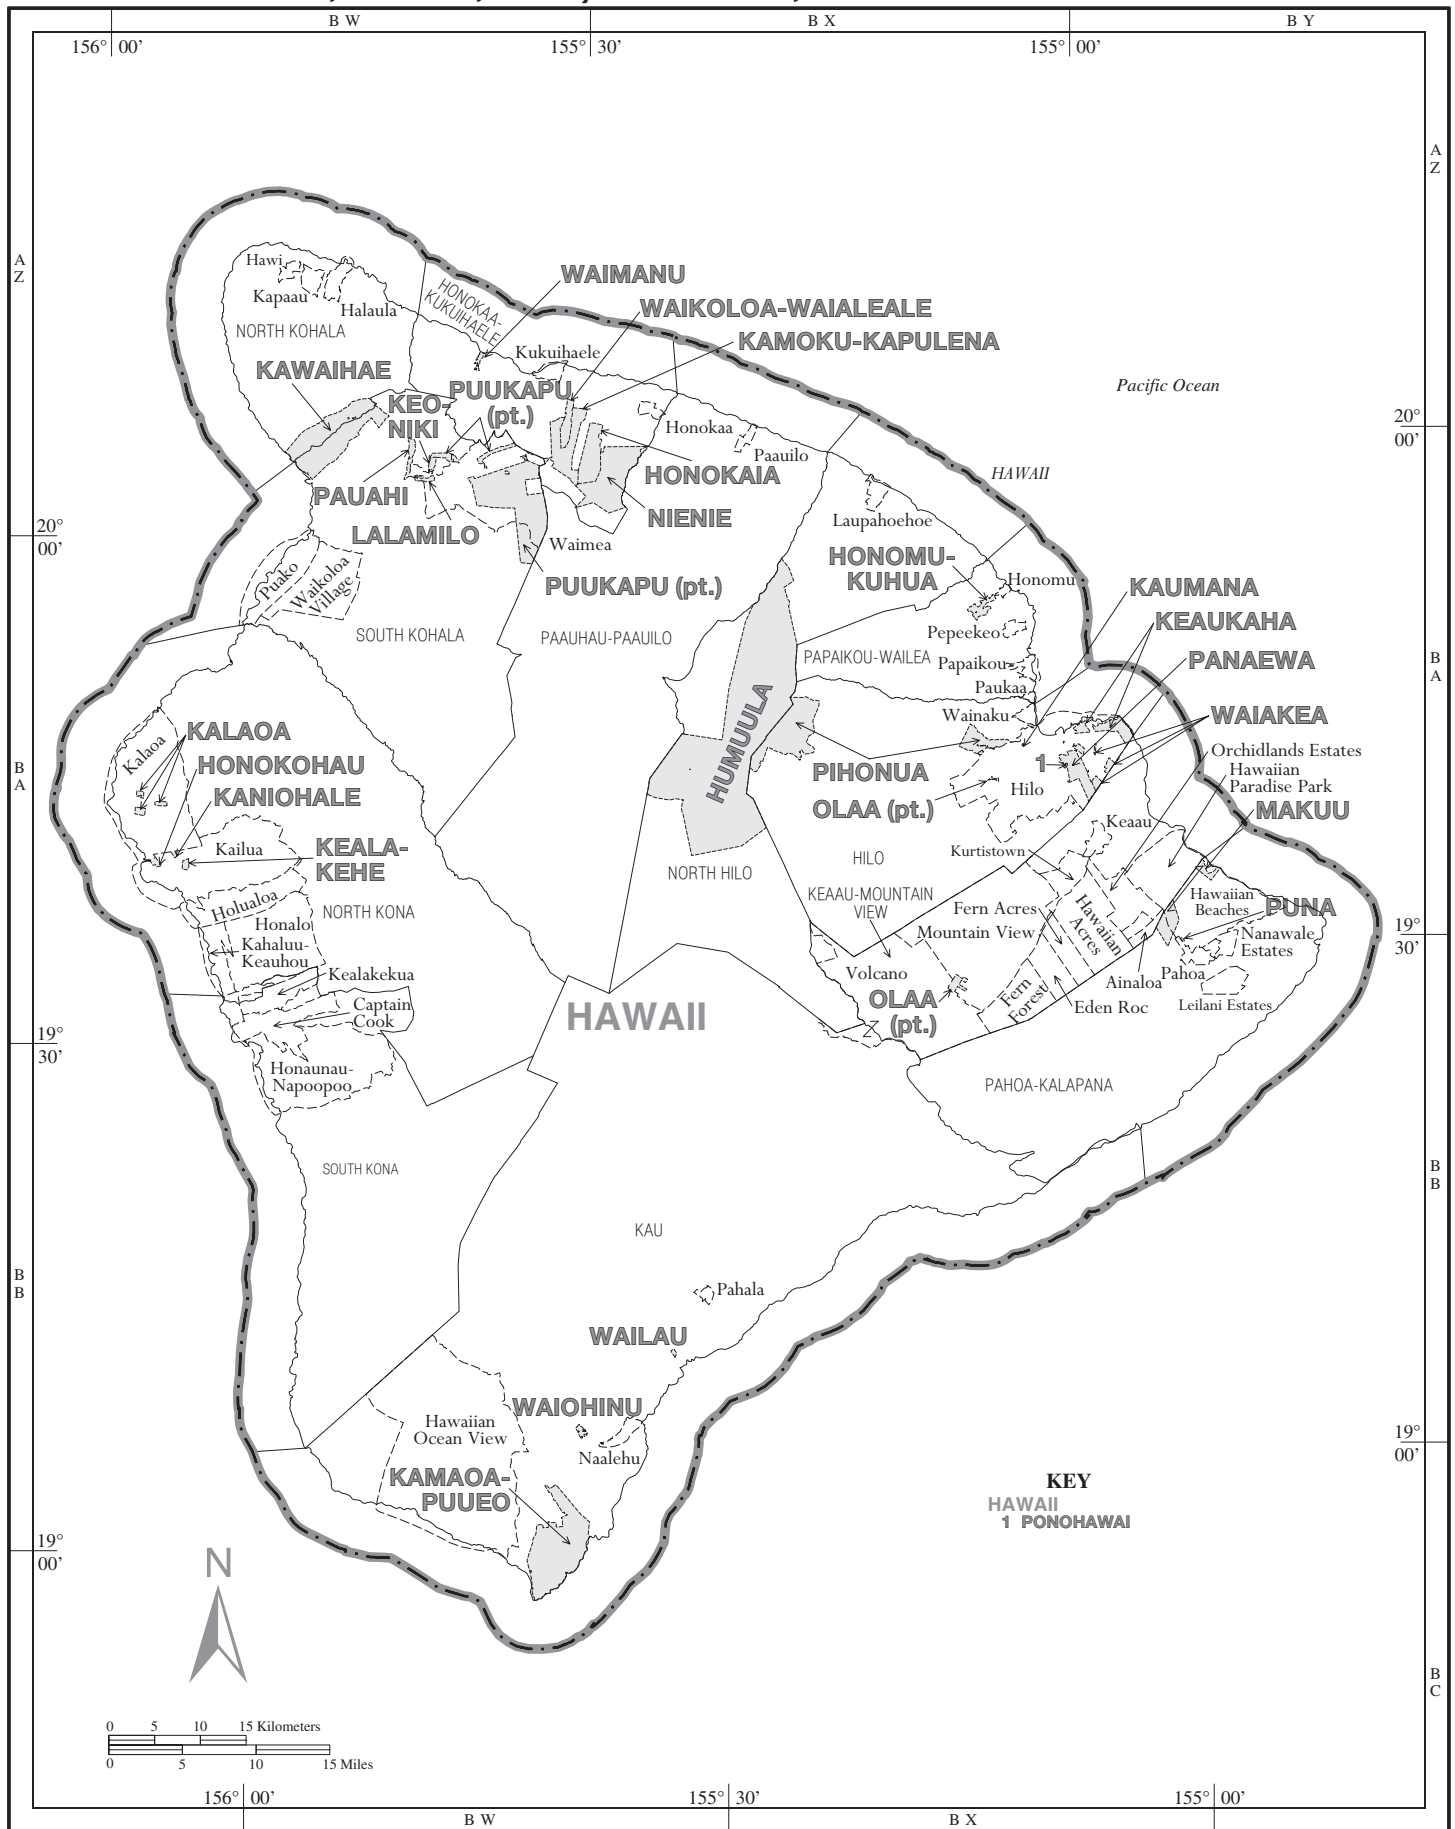 B W
B X
B Y
156° 00’
155° 30’
155° 00’
A
Z
A
Z
Hawi
Kapaau
Halaula
NORTH KOHALA
HONOKAA-
KUKUIHAELE
WAIMANU
WAIKOLOA-WAIALEALE
KAMOKU-KAPULENA
Kukuihaele
KAWAIHAE
PUUKAPU
(pt.)
KEO-
NIKI
Pacific Ocean
20°
00’
Honokaa
Paauilo
HONOKAIA
HAWAII
PAUAHI
NIENIE
LALAMILO
Waimea
PUUKAPU (pt.)
20°
00’
Laupahoehoe
HONOMU-
KUHUA
Honomu
KAUMANA
KEAUKAHA
PANAEWA
WAIAKEA
Puako
Waikoloa
Village
SOUTH KOHALA
PAAUHAU-PAAUILO
Pepeekeo
PAPAIKOU-WAILEA
Papaikou
Paukaa
Wainaku
B
A
B
A
HUMUULA
KALAOA
Kalaoa
HONOKOHAU
KANIOHALE
PIHONUA
OLAA (pt.)
1
Hilo
Orchidlands Estates
Hawaiian
Paradise Park
MAKUU
Keaau
Kailua
KEALA-
KEHE
NORTH HILO
HILO
Kurtistown
KEAAU-MOUNTAIN
VIEW
Holualoa
NORTH KONA
Honalo
Kahaluu-
Keauhou
Kealakekua
Captain
Cook
Fern Acres
Mountain View
Hawaiian
Acres
Hawaiian
Beaches
PUNA
Nanawale
Estates
19°
30’
Volcano
OLAA
(pt.)
Fern
Forest
Eden Roc
Ainaloa
Pahoa
Leilani Estates
HAWAII
19°
30’
Honaunau-
Napoopoo
PAHOA-KALAPANA
SOUTH KONA
KAU
B
B
B
B
Pahala
WAILAU
WAIOHINU
Hawaiian
Ocean View
Naalehu
KAMAOA-
PUUEO
19°
00’
KEY
HAWAII
1 PONOHAWAI
19°
00’
N
B
C
0 5 10 15 Kilometers
0 5 10 15 Miles
156° 00’
155° 30’
155° 00’
B W
B X